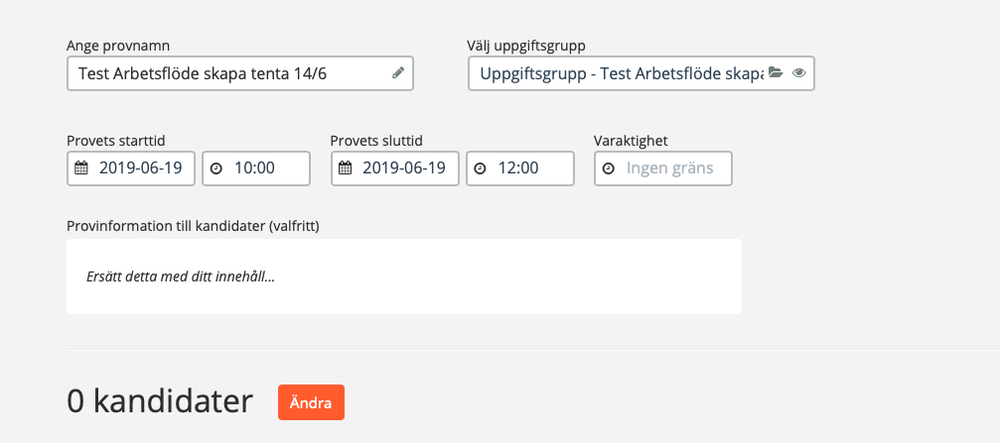 Ange provnamn Välj uppgiftsgrupp
Test Arbetsflöde skapa tenta 14/6 Uppgiftsgrupp - Test Arbetsflöde skapa
Provets starttid Provets sluttid Varaktighet
2019-06-19 10:00 2019-06-19 12:00 Ingen gräns
Provinformation till kandidater (valfritt)
Ersätt detta med ditt innehåll...
0 kandidater Ändra